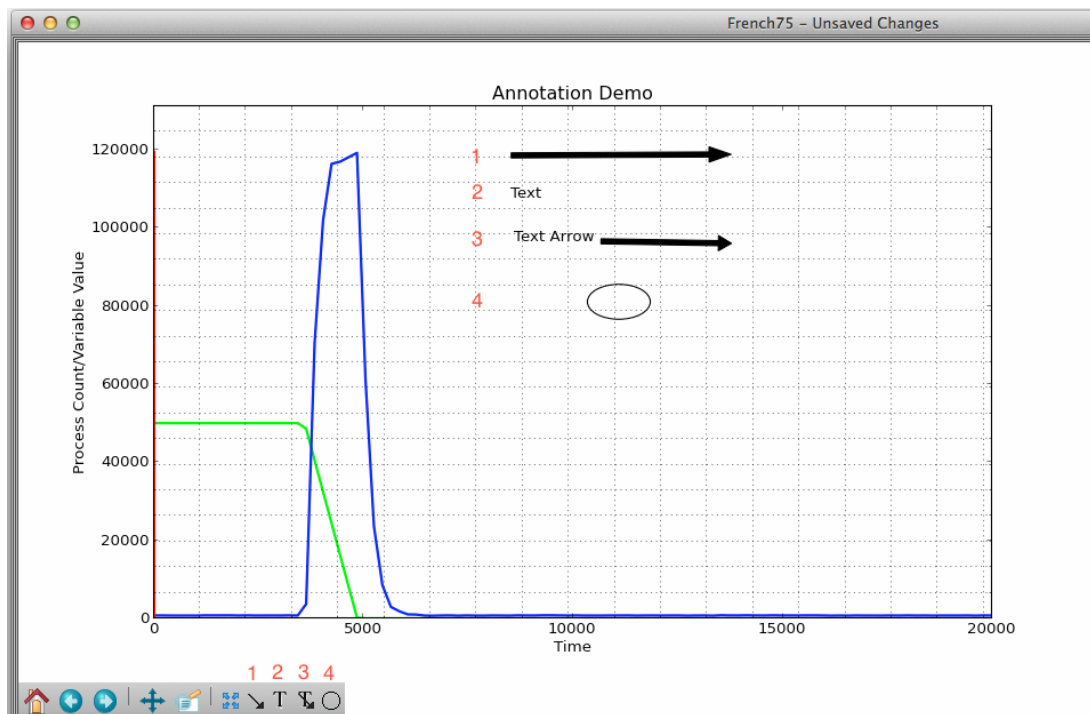 French75 – Unsaved Changes
Annotation Demo
Process Count/Variable Value
120000
100000
80000
60000
40000
20000
0
1
2 Text
3 Text Arrow
4
0 5000 10000 15000 20000
Time
1 2 3 4
T T